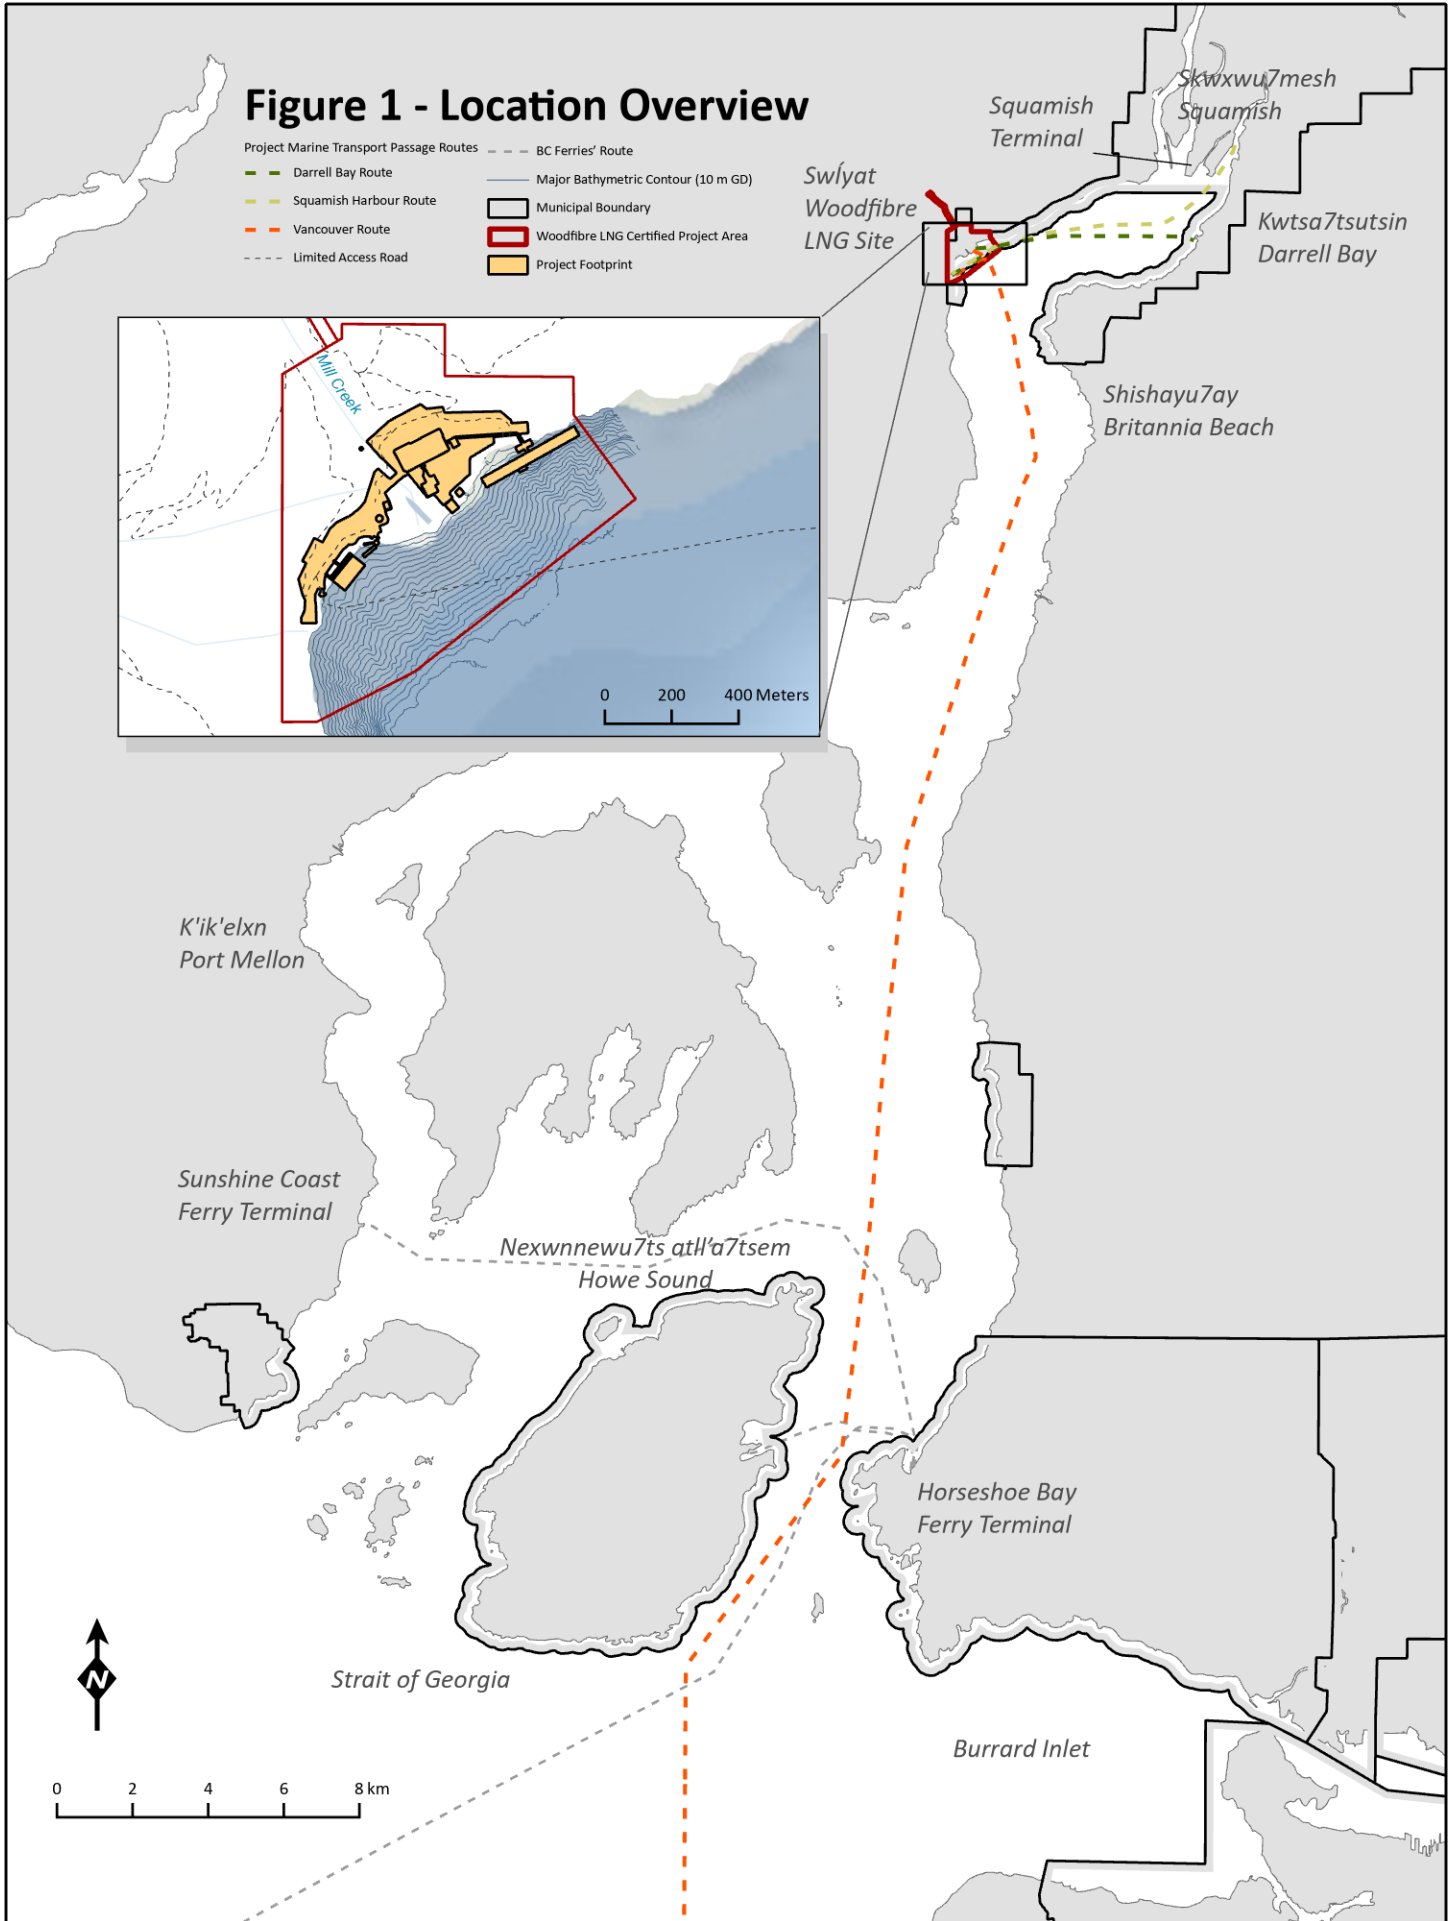 Figure 1 - Location Overview
Project Marine Transport Passage Routes
Darrell Bay Route
Squamish Harbour Route
Vancouver Route
Limited Access Road
BC Ferries’ Route
Major Bathymetric Contour (10 m GD)
Municipal Boundary
Woodfibre LNG Certified Project Area
Project Footprint
Skwxwu7mesh
Squamish
Squamish
Terminal
Swíyat
Woodfibre
LNG Site
Kwtsa7tsutsin
Darrell Bay
Mill Creek
0 200 400 Meters
Shishayu7ay
Britannia Beach
K'ik'elxn
Port Mellon
Sunshine Coast
Ferry Terminal
Nexwnnewu7ts atl’a7tsem
Howe Sound
Horseshoe Bay
Ferry Terminal
Strait of Georgia
Burrard Inlet
N
0 2 4 6 8 km